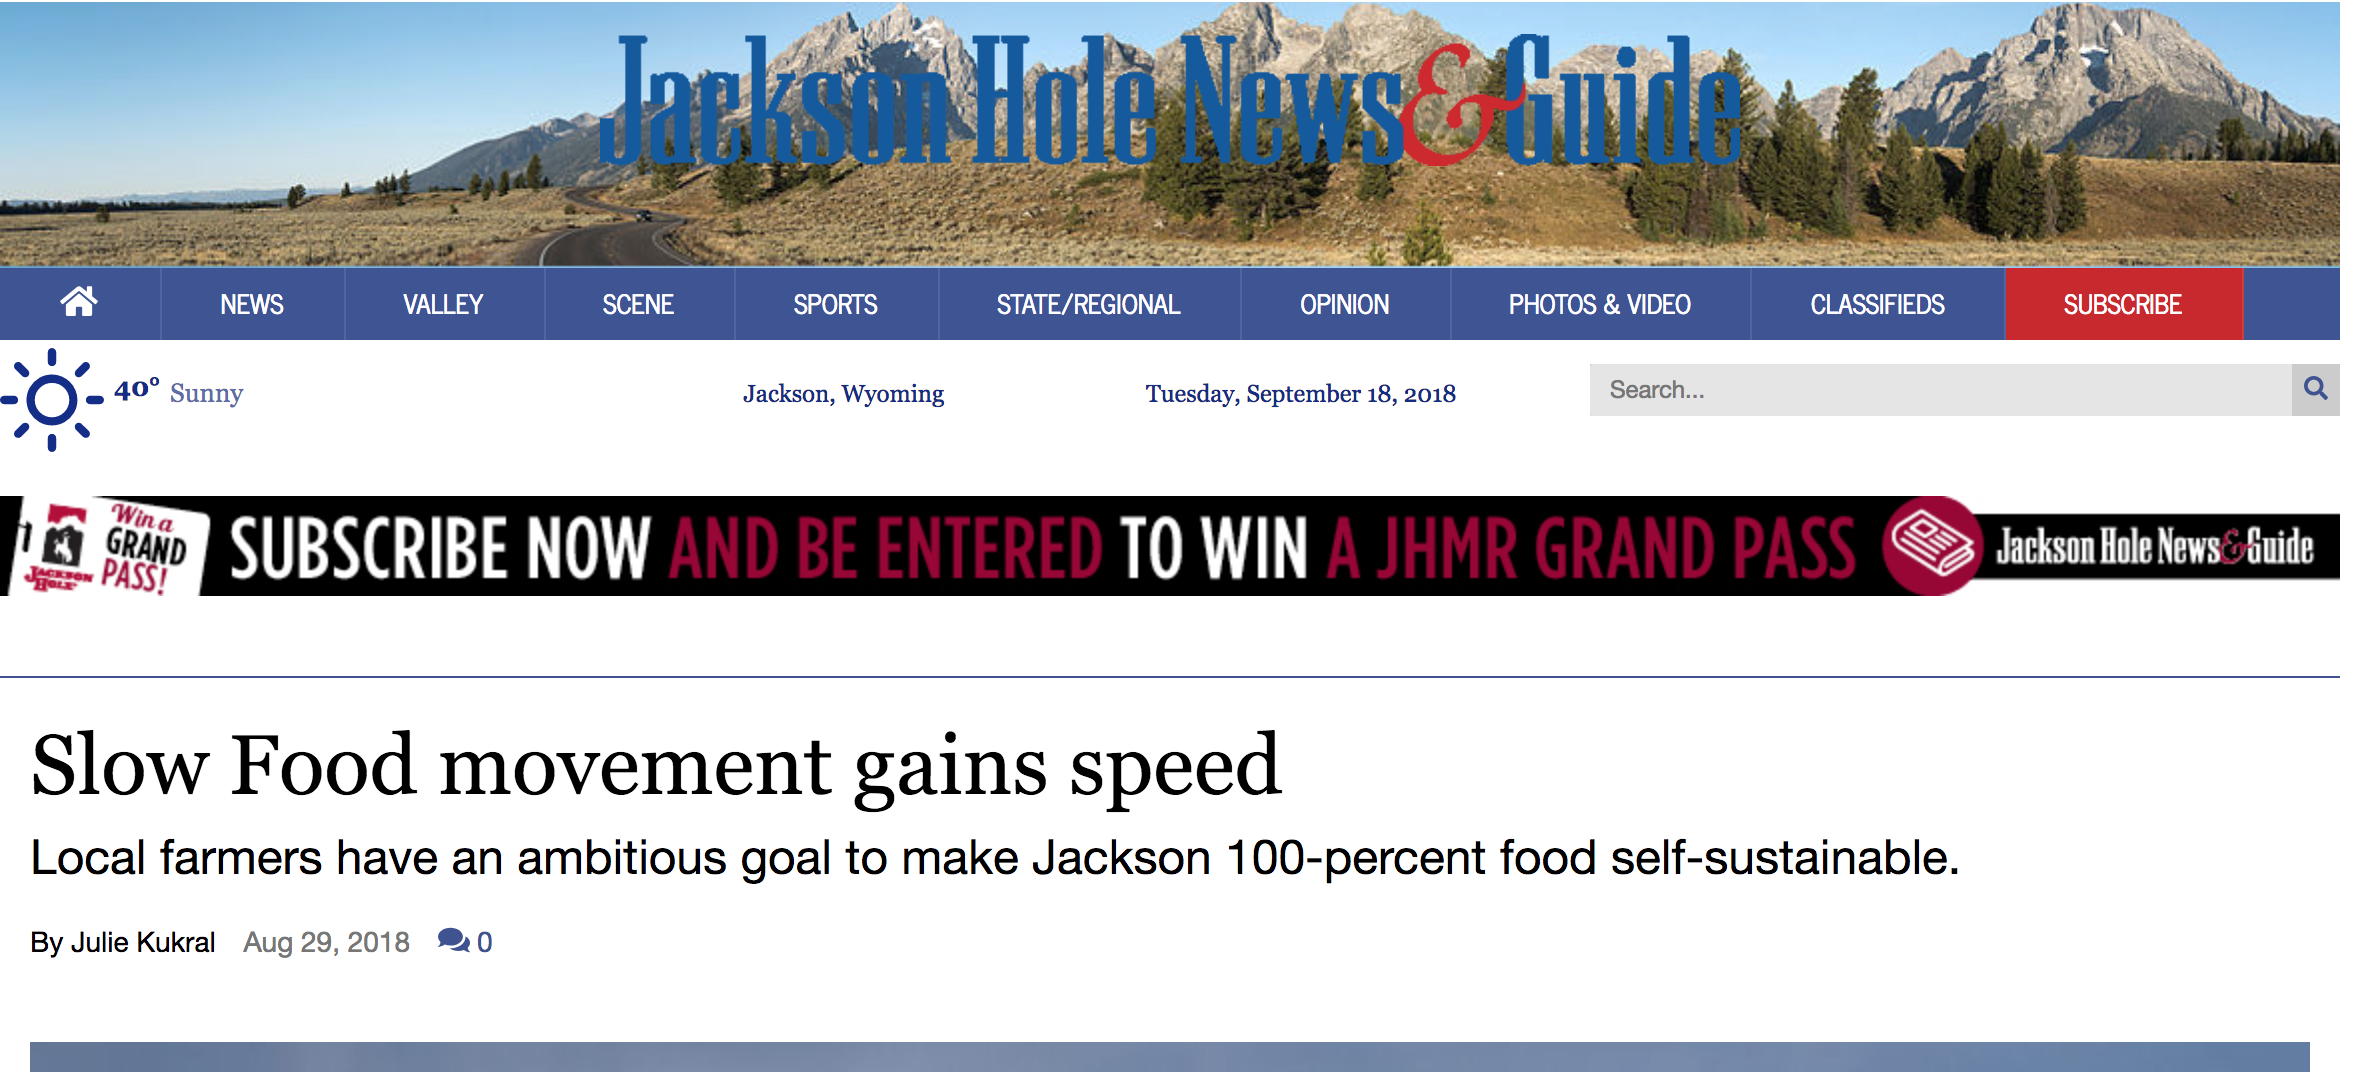 Jackson Hole News&Guide
NEWS VALLEY SCENE SPORTS STATE/REGIONAL OPINION PHOTOS & VIDEO CLASSIFIEDS SUBSCRIBE
40° Sunny Jackson, Wyoming Tuesday, September 18, 2018 Search...
Win a
GRAND
PASS!
JACKSON
HOLE
SUBSCRIBE NOW AND BE ENTERED TO WIN A JHMR GRAND PASS
Jackson Hole News&Guide
Slow Food movement gains speed
Local farmers have an ambitious goal to make Jackson 100-percent food self-sustainable.
By Julie Kukral Aug 29, 2018 0